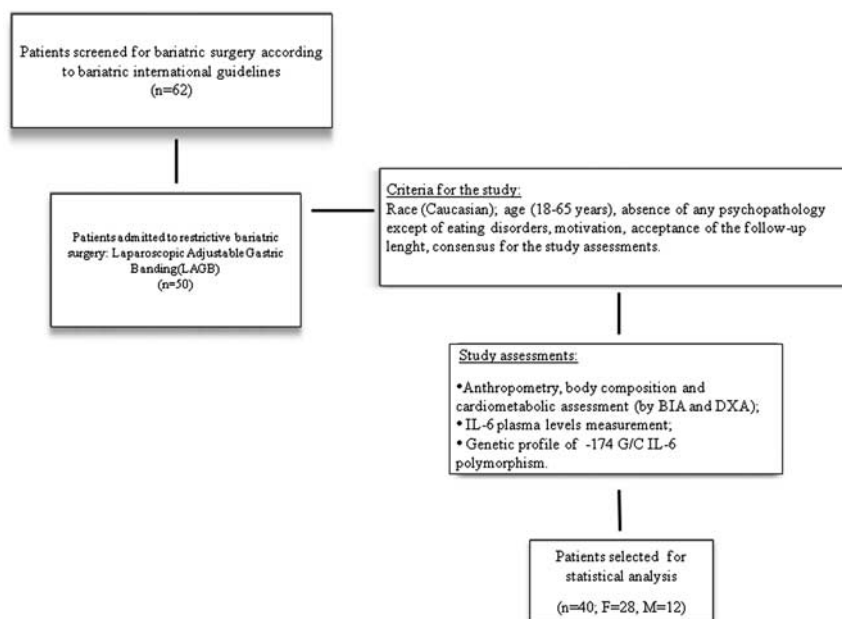 Patients screened for bariatric surgery according
to bariatric international guidelines
(n=62)
Patients admitted to restrictive bariatric
surgery: Laparoscopic Adjustable Gastric
Banding(LAGB)
(n=50)
Criteria for the study:
Race (Caucasian); age (18-65 years), absence of any psychopathology
except of eating disorders, motivation, acceptance of the follow-up
lenght, consensus for the study assessments.
Study assessments:
•Anthropometry, body composition and
cardiometabolic assessment (by BIA and DXA);
•IL-6 plasma levels measurement;
•Genetic profile of -174 G/C IL-6
polymorphism.
Patients selected for
statistical analysis
(n=40; F=28, M=12)